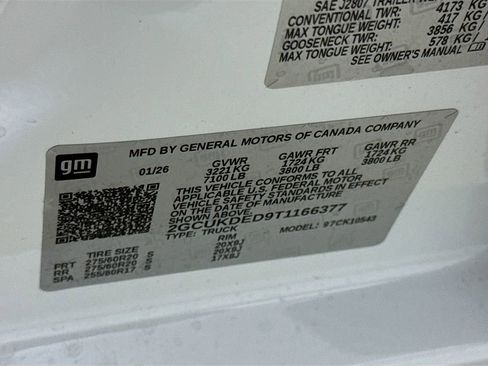 SAE J2807 TRAILER
CONVENTIONAL TWR: 4173 KG /
MAX TONGUE WEIGHT: 417 KG /
GOOSENECK TWR: 3856 KG /
MAX TONGUE WEIGHT: 578 KG /
SEE OWNER'S MANUAL
gm
MFD BY GENERAL MOTORS OF CANADA COMPANY
01/26 GVWR GAWR FRT GAWR RR
3221 KG 1724 KG 1724 KG
7100 LB 3800 LB 3800 LB
THIS VEHICLE CONFORMS TO ALL
APPLICABLE U.S. FEDERAL MOTOR
VEHICLE SAFETY STANDARDS IN EFFECT
ON THE DATE OF MANUFACTURE SHOWN ABOVE.
2GCUKDED9T1166377
TYPE: TRUCK MODEL: 97CK10543
TIRE SIZE RIM
FRT 275/60R20 S 20X9J
RR 275/60R20 S 20X9J
SPA 255/80R17 S 17X8J